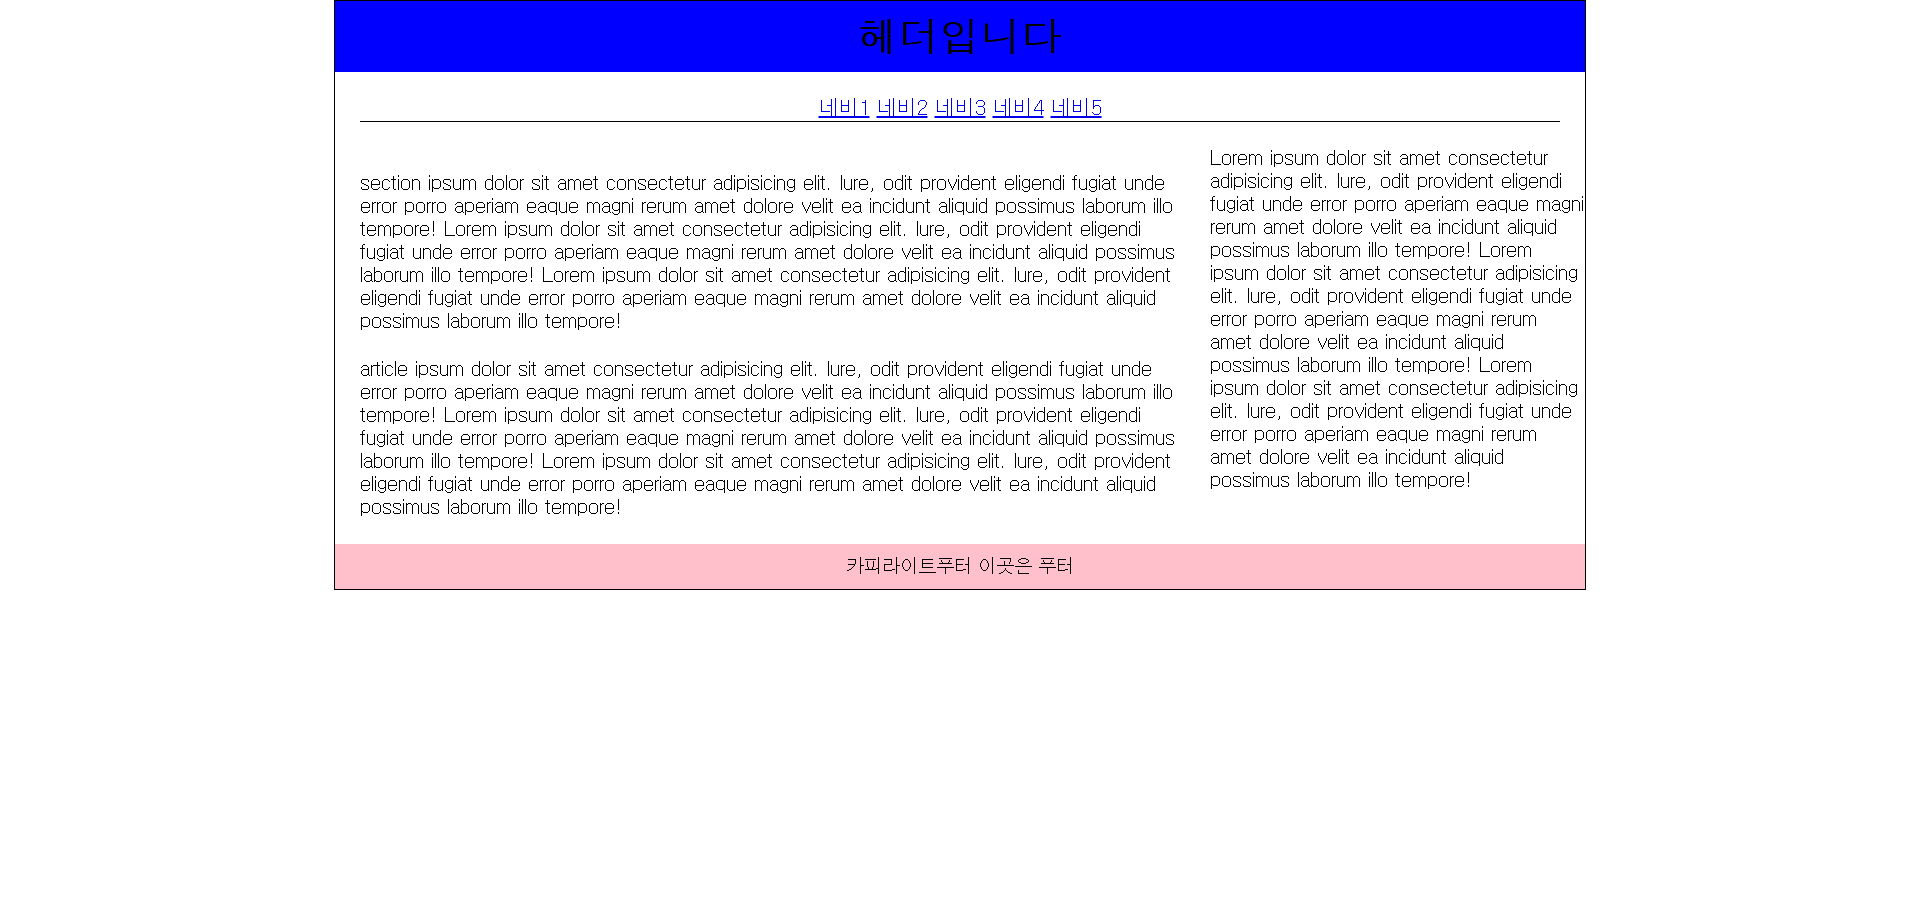 헤더입니다
네비1 네비2 네비3 네비4 네비5
section ipsum dolor sit amet consectetur adipisicing elit. Iure, odit provident eligendi fugiat unde
error porro aperiam eaque magni rerum amet dolore velit ea incidunt aliquid possimus laborum illo
tempore! Lorem ipsum dolor sit amet consectetur adipisicing elit. Iure, odit provident eligendi
fugiat unde error porro aperiam eaque magni rerum amet dolore velit ea incidunt aliquid possimus
laborum illo tempore! Lorem ipsum dolor sit amet consectetur adipisicing elit. Iure, odit provident
eligendi fugiat unde error porro aperiam eaque magni rerum amet dolore velit ea incidunt aliquid
possimus laborum illo tempore!
article ipsum dolor sit amet consectetur adipisicing elit. Iure, odit provident eligendi fugiat unde
error porro aperiam eaque magni rerum amet dolore velit ea incidunt aliquid possimus laborum illo
tempore! Lorem ipsum dolor sit amet consectetur adipisicing elit. Iure, odit provident eligendi
fugiat unde error porro aperiam eaque magni rerum amet dolore velit ea incidunt aliquid possimus
laborum illo tempore! Lorem ipsum dolor sit amet consectetur adipisicing elit. Iure, odit provident
eligendi fugiat unde error porro aperiam eaque magni rerum amet dolore velit ea incidunt aliquid
possimus laborum illo tempore!
Lorem ipsum dolor sit amet consectetur
adipisicing elit. Iure, odit provident eligendi
fugiat unde error porro aperiam eaque magni
rerum amet dolore velit ea incidunt aliquid
possimus laborum illo tempore! Lorem
ipsum dolor sit amet consectetur adipisicing
elit. Iure, odit provident eligendi fugiat unde
error porro aperiam eaque magni rerum
amet dolore velit ea incidunt aliquid
possimus laborum illo tempore! Lorem
ipsum dolor sit amet consectetur adipisicing
elit. Iure, odit provident eligendi fugiat unde
error porro aperiam eaque magni rerum
amet dolore velit ea incidunt aliquid
possimus laborum illo tempore!
카피라이트푸터 이곳은 푸터